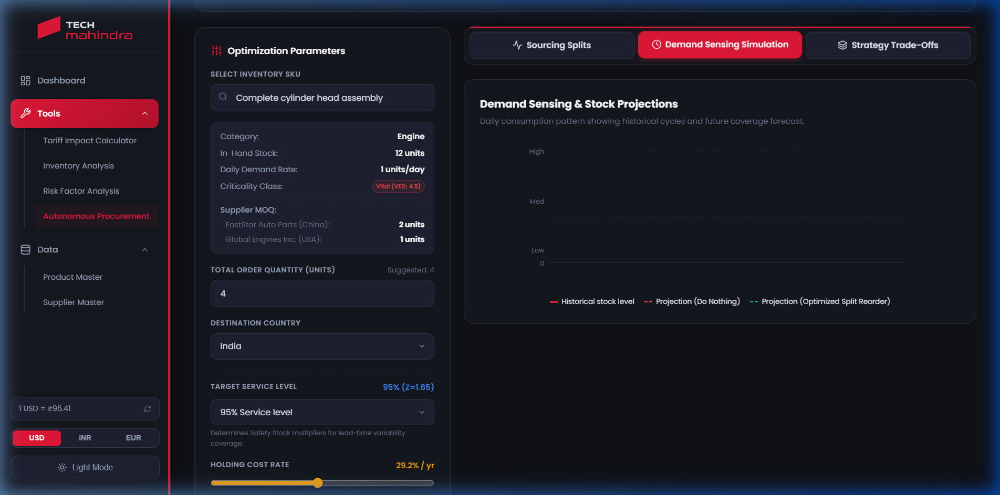 TECH
mahindra
Dashboard
Tools
Tariff Impact Calculator
Inventory Analysis
Risk Factor Analysis
Autonomous Procurement
Data
Product Master
Supplier Master
1 USD = ₹95.41
USD INR EUR
Light Mode
Optimization Parameters
SELECT INVENTORY SKU
Complete cylinder head assembly
Category: Engine
In-Hand Stock: 12 units
Daily Demand Rate: 1 units/day
Criticality Class: Vital (VED: 4.5)
Supplier MOQ:
EastStar Auto Parts (China): 2 units
Global Engines Inc. (USA): 1 units
TOTAL ORDER QUANTITY (UNITS) Suggested: 4
4
DESTINATION COUNTRY
India
TARGET SERVICE LEVEL 95% (Z=1.65)
95% Service level
Determines Safety Stock multipliers for lead-time variability
coverage.
HOLDING COST RATE 29.2% / yr
Sourcing Splits Demand Sensing Simulation Strategy Trade-Offs
Demand Sensing & Stock Projections
Daily consumption pattern showing historical cycles and future coverage forecast.
High
Med
Low
0
Historical stock level Projection (Do Nothing) Projection (Optimized Split Reorder)